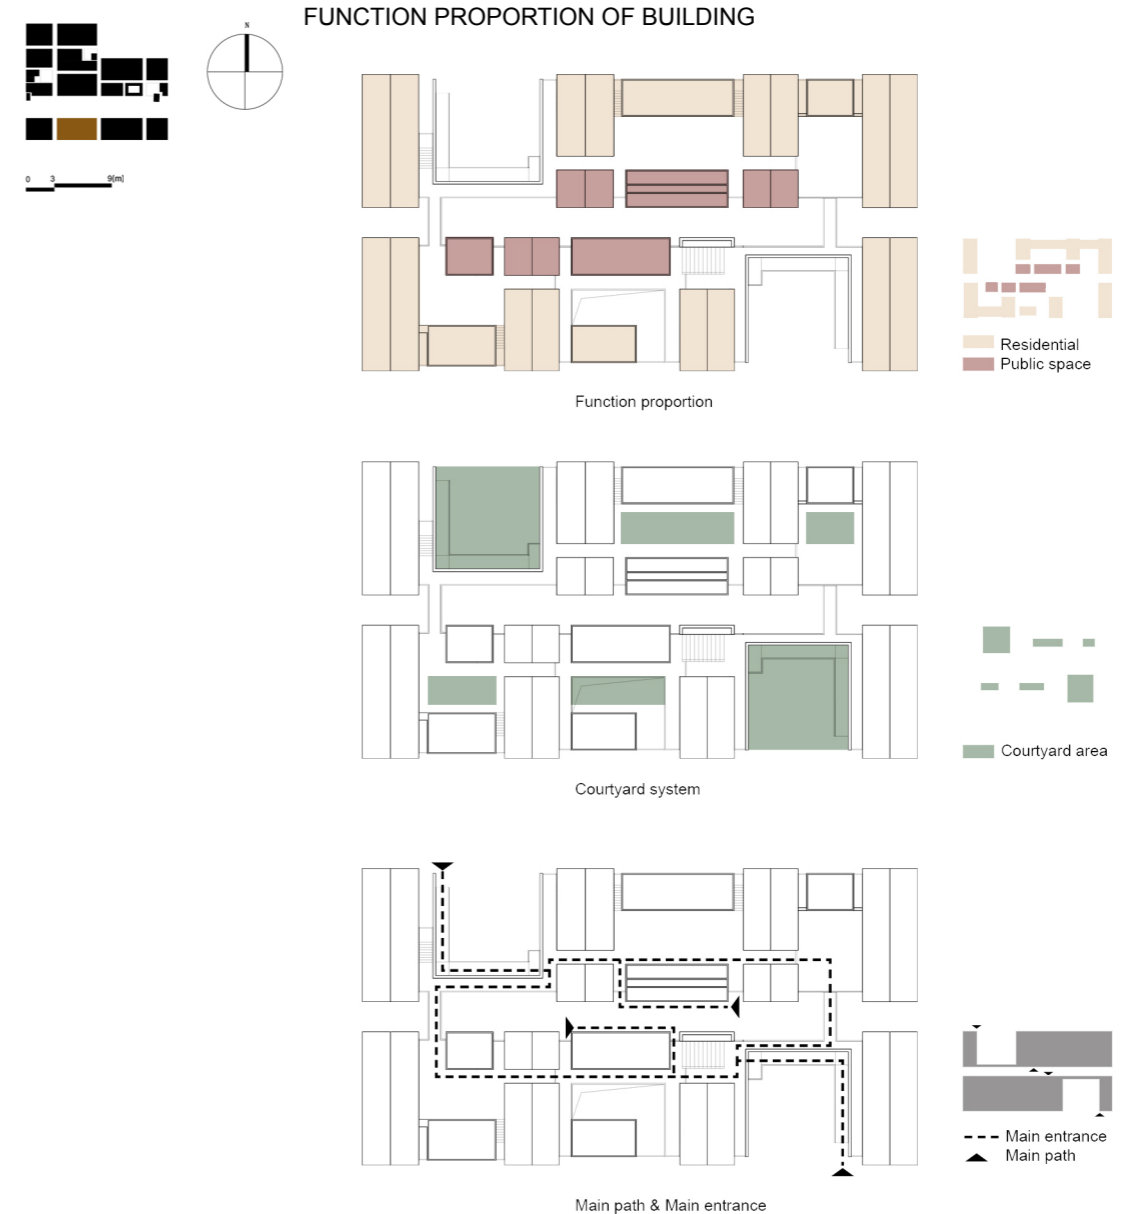 FUNCTION PROPORTION OF BUILDING
N
0 3 9(m)
Residential
Public space
Function proportion
Courtyard area
Courtyard system
Main entrance
Main path
Main path & Main entrance